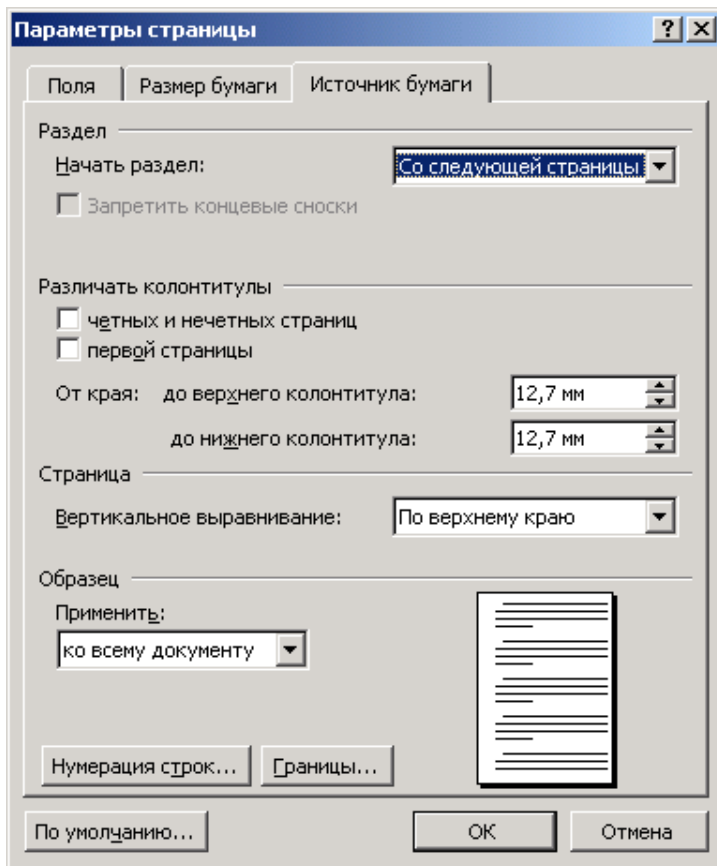 Параметры страницы
Поля Размер бумаги Источник бумаги
Раздел
Начать раздел: Со следующей страницы
Запретить концевые сноски
Различать колонтитулы
четных и нечетных страниц
первой страницы
От края: до верхнего колонтитула: 12,7 мм
до нижнего колонтитула: 12,7 мм
Страница
Вертикальное выравнивание: По верхнему краю
Образец
Применить:
ко всему документу
Нумерация строк... Границы...
По умолчанию... ОК Отмена